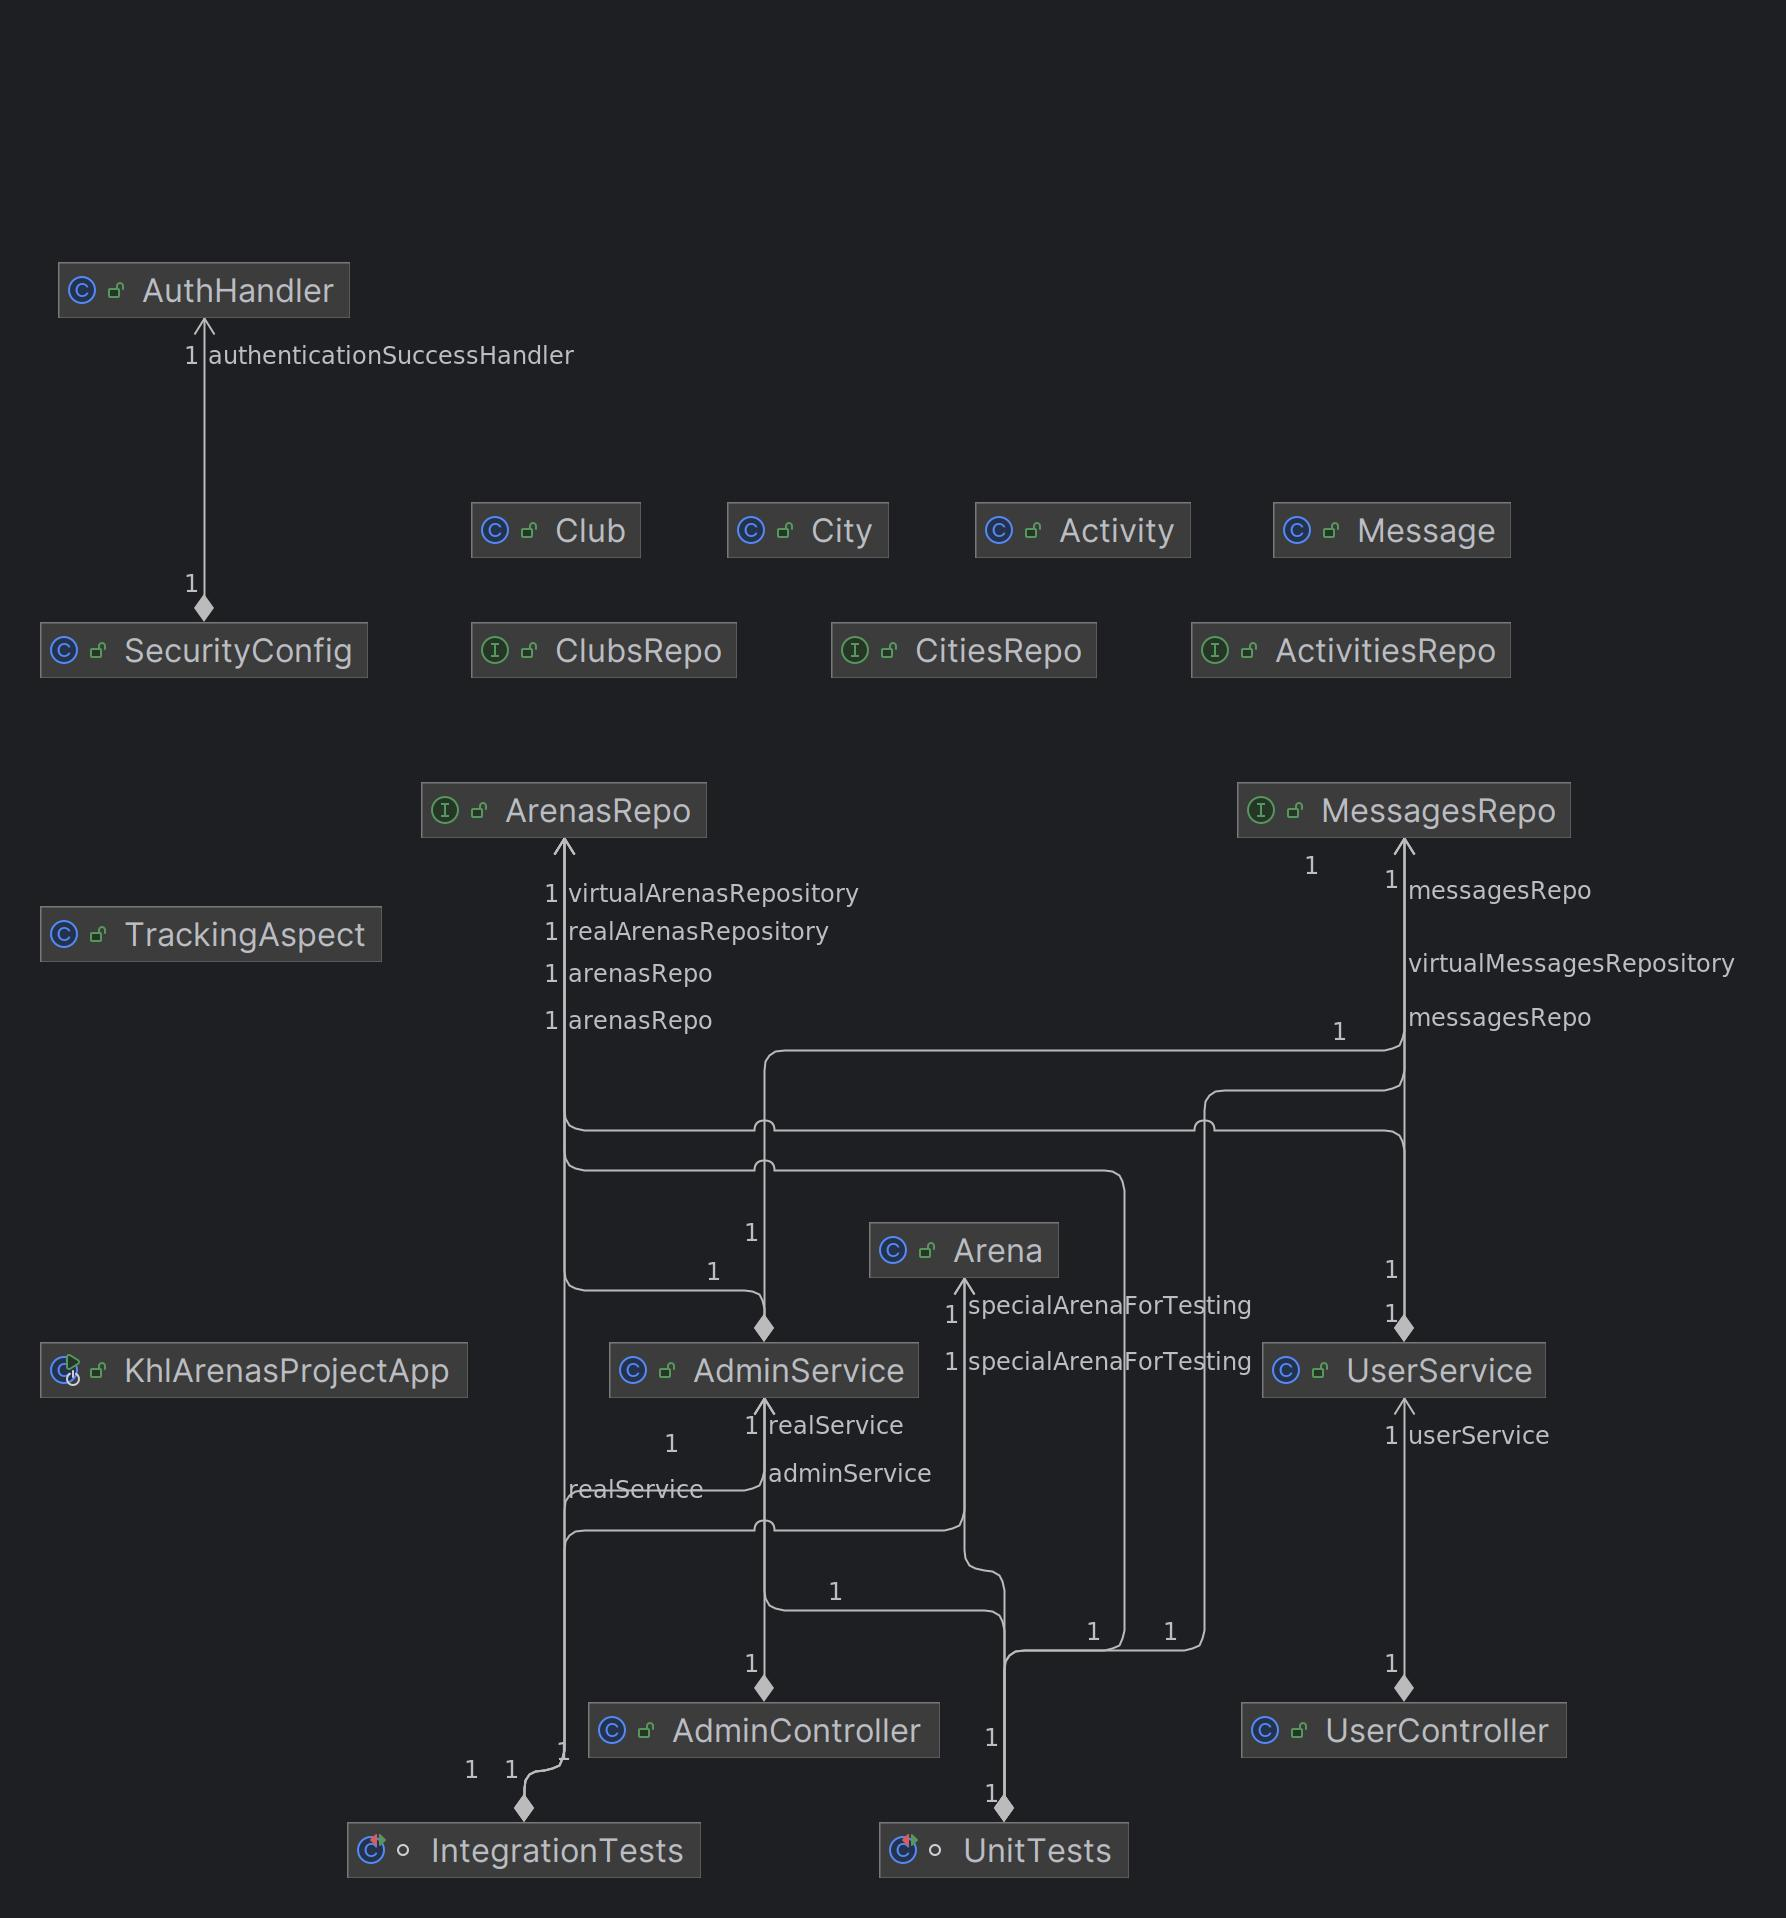 AuthHandler
1 authenticationSuccessHandler
Club
City
Activity
Message
1
SecurityConfig
ClubsRepo
CitiesRepo
ActivitiesRepo
ArenasRepo
MessagesRepo
1
1 messagesRepo
1 virtualArenasRepository
TrackingAspect
1 realArenasRepository
virtualMessagesRepository
1 arenasRepo
1 arenasRepo
messagesRepo
1
1
Arena
1
1
1 specialArenaForTesting
1
1 specialArenaForTesting
KhlArenasProjectApp
AdminService
UserService
1 realService
1 userService
1
adminService
realService
1
1
1
1
1
AdminController
UserController
1
1
1
1
1
IntegrationTests
UnitTests